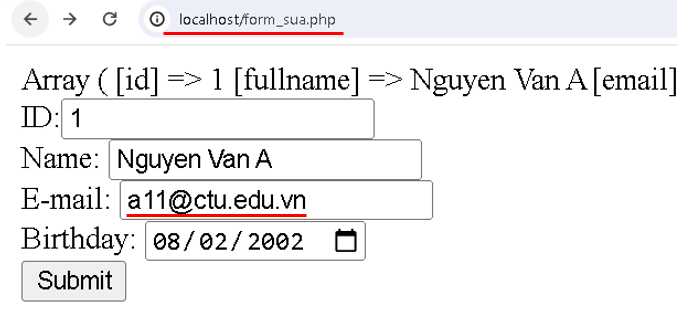 localhost/form_sua.php
Array ( [id] => 1 [fullname] => Nguyen Van A [email]
ID: 1
Name: Nguyen Van A
E-mail: a11@ctu.edu.vn
Birthday: 08/02/2002
Submit